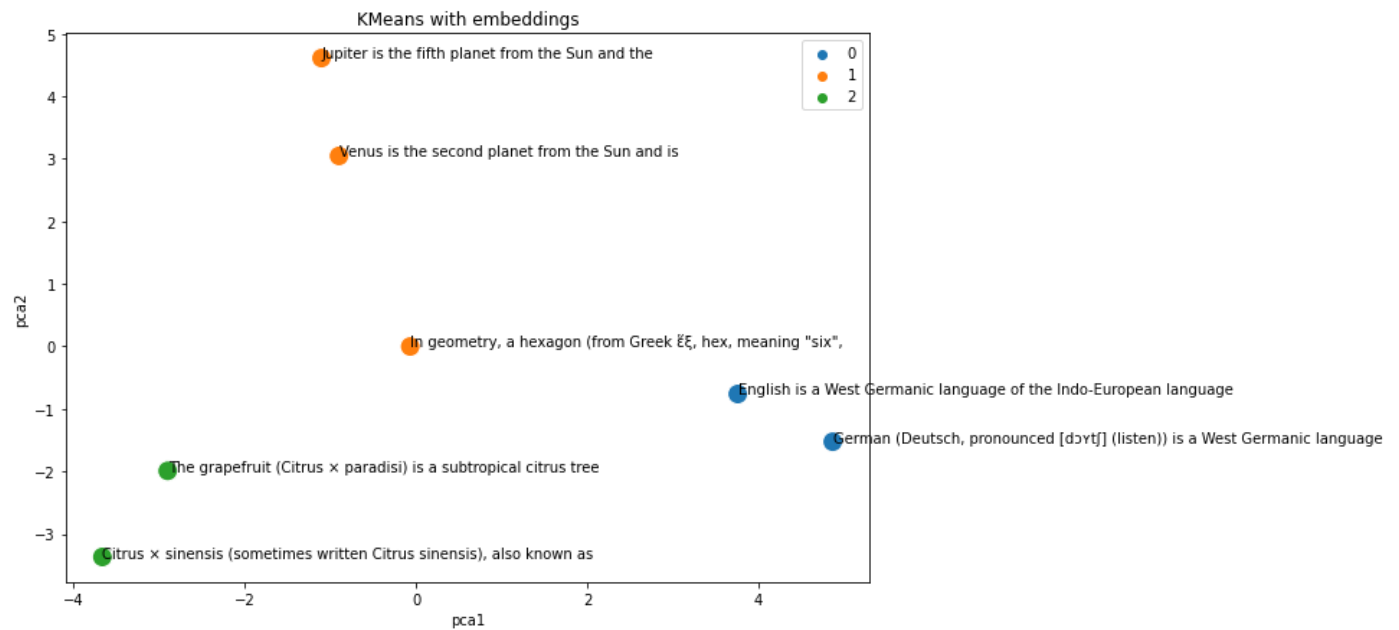 KMeans with embeddings
5
4
3
2
1
0
−1
−2
−3
pca2
Jupiter is the fifth planet from the Sun and the
Venus is the second planet from the Sun and is
In geometry, a hexagon (from Greek ἕξ, hex, meaning "six",
English is a West Germanic language of the Indo-European language
German (Deutsch, pronounced [dɔʏtʃ] (listen)) is a West Germanic language
The grapefruit (Citrus × paradisi) is a subtropical citrus tree
Citrus × sinensis (sometimes written Citrus sinensis), also known as
0
1
2
−4
−2
0
2
4
pca1